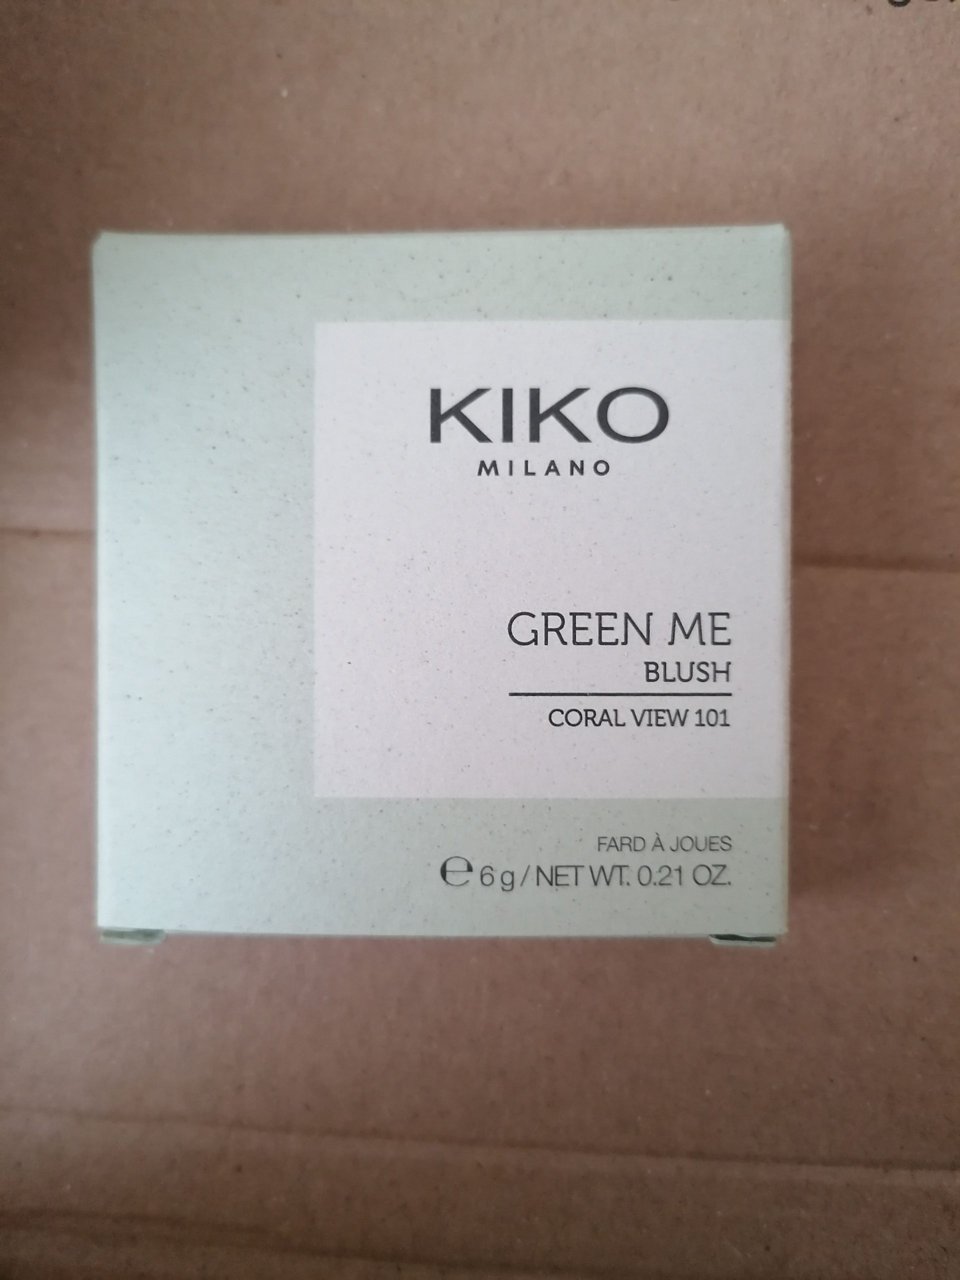 KIKO
MILANO
GREEN ME
BLUSH
CORAL VIEW 101
FARD À JOUES
℮ 6 g / NET WT. 0.21 OZ.